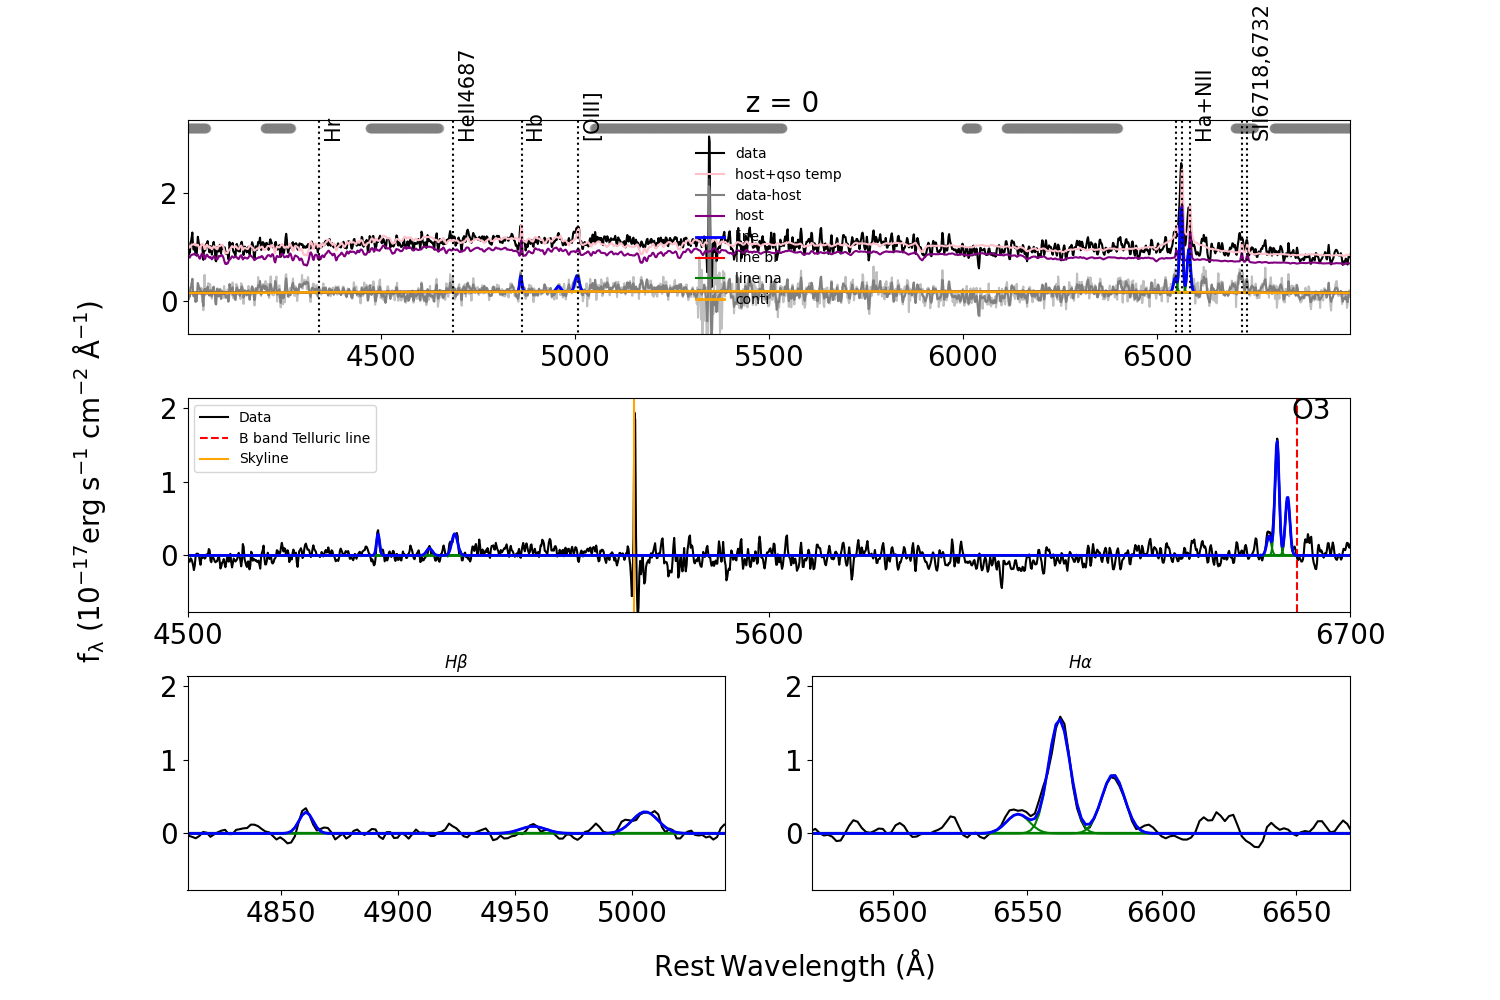 z = 0
Hr
HeII4687
Hb
[OIII]
Ha+NII
SII6718,6732
data
host+qso temp
data-host
host
line
line b
line na
conti
2
0
4500 5000 5500 6000 6500
Data
B band Telluric line
Skyline
O3
2
1
0
4500 5600 6700
fλ (10−17erg s−1 cm−2 Å−1)
Hβ
2
1
0
4850 4900 4950 5000
Hα
2
1
0
6500 6550 6600 6650
Rest Wavelength (Å)